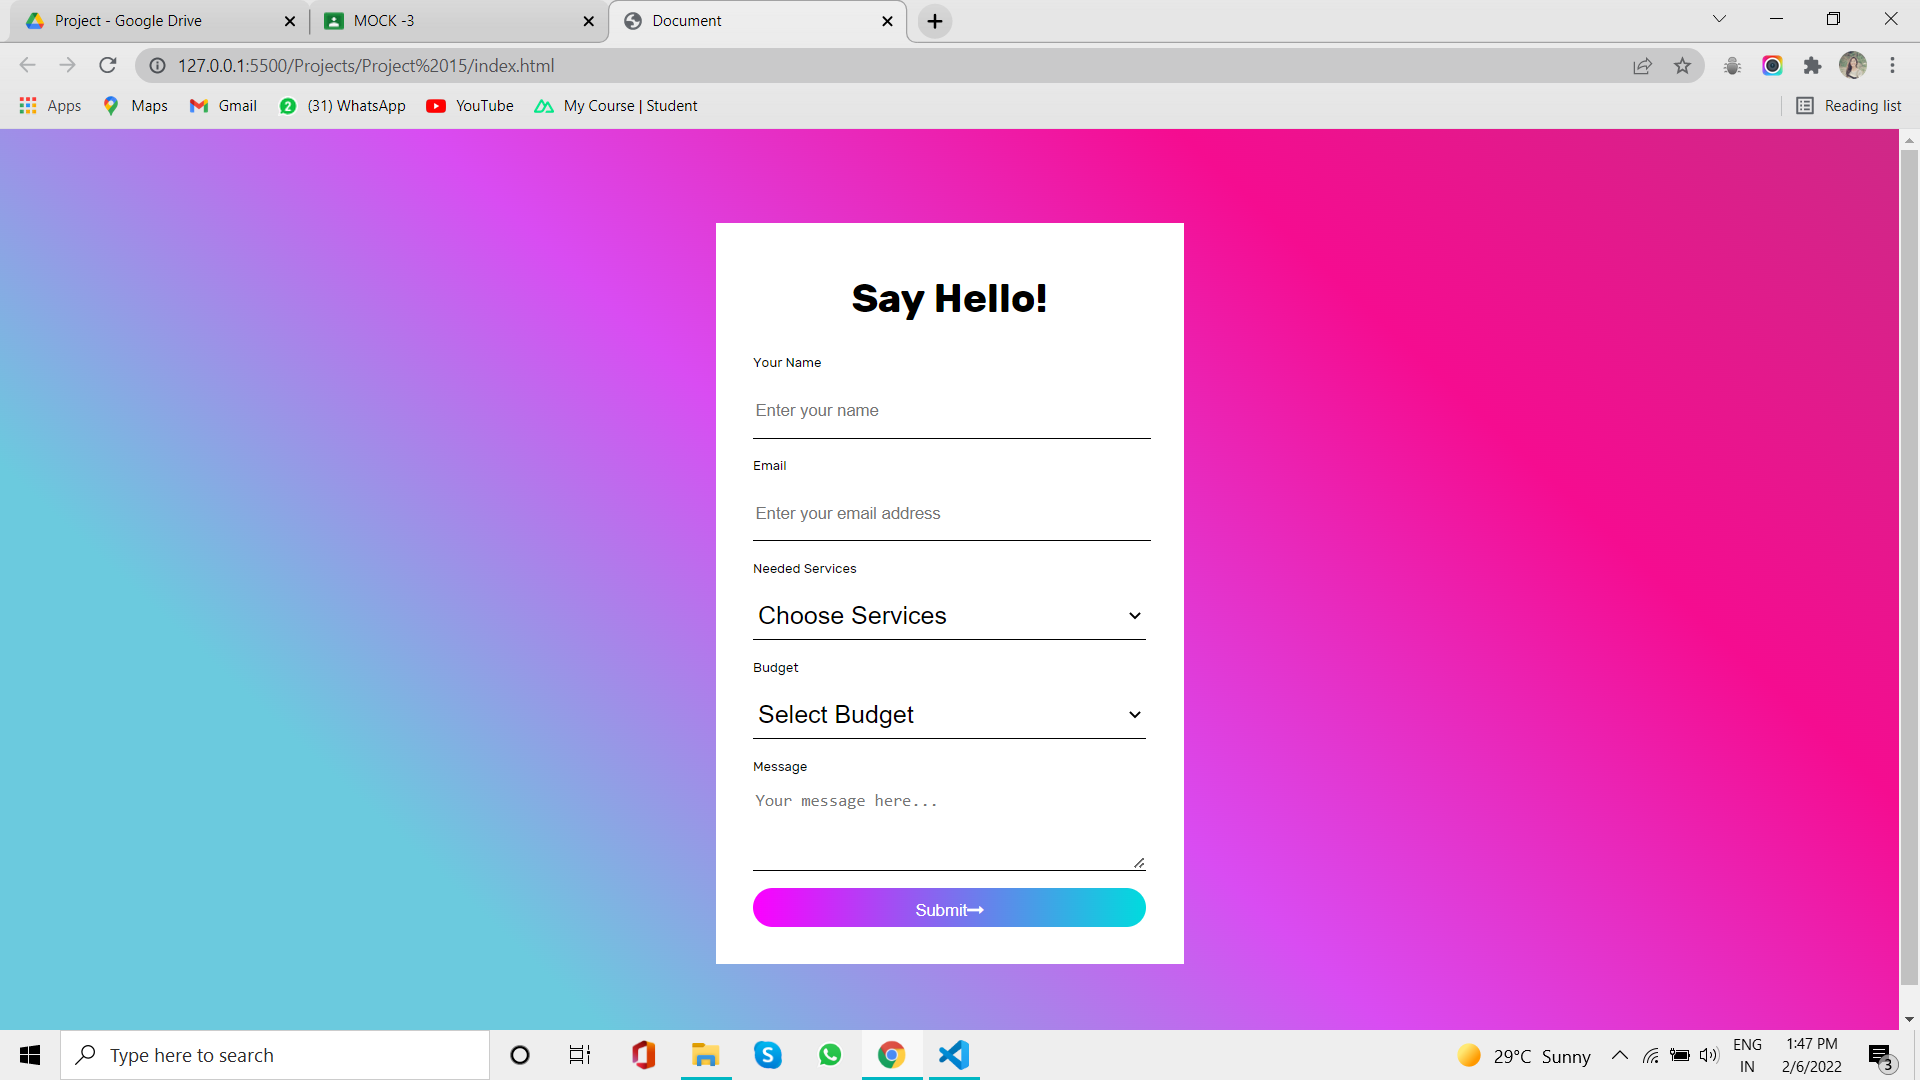 Project - Google Drive
MOCK -3
Document
127.0.0.1:5500/Projects/Project%2015/index.html
Apps
Maps
Gmail
2
(31) WhatsApp
YouTube
My Course | Student
Reading list
Say Hello!
Your Name
Enter your name
Email
Enter your email address
Needed Services
Choose Services
Budget
Select Budget
Message
Your message here...
Submit
Type here to search
S
29°C Sunny
ENG
IN
1:47 PM
2/6/2022
3